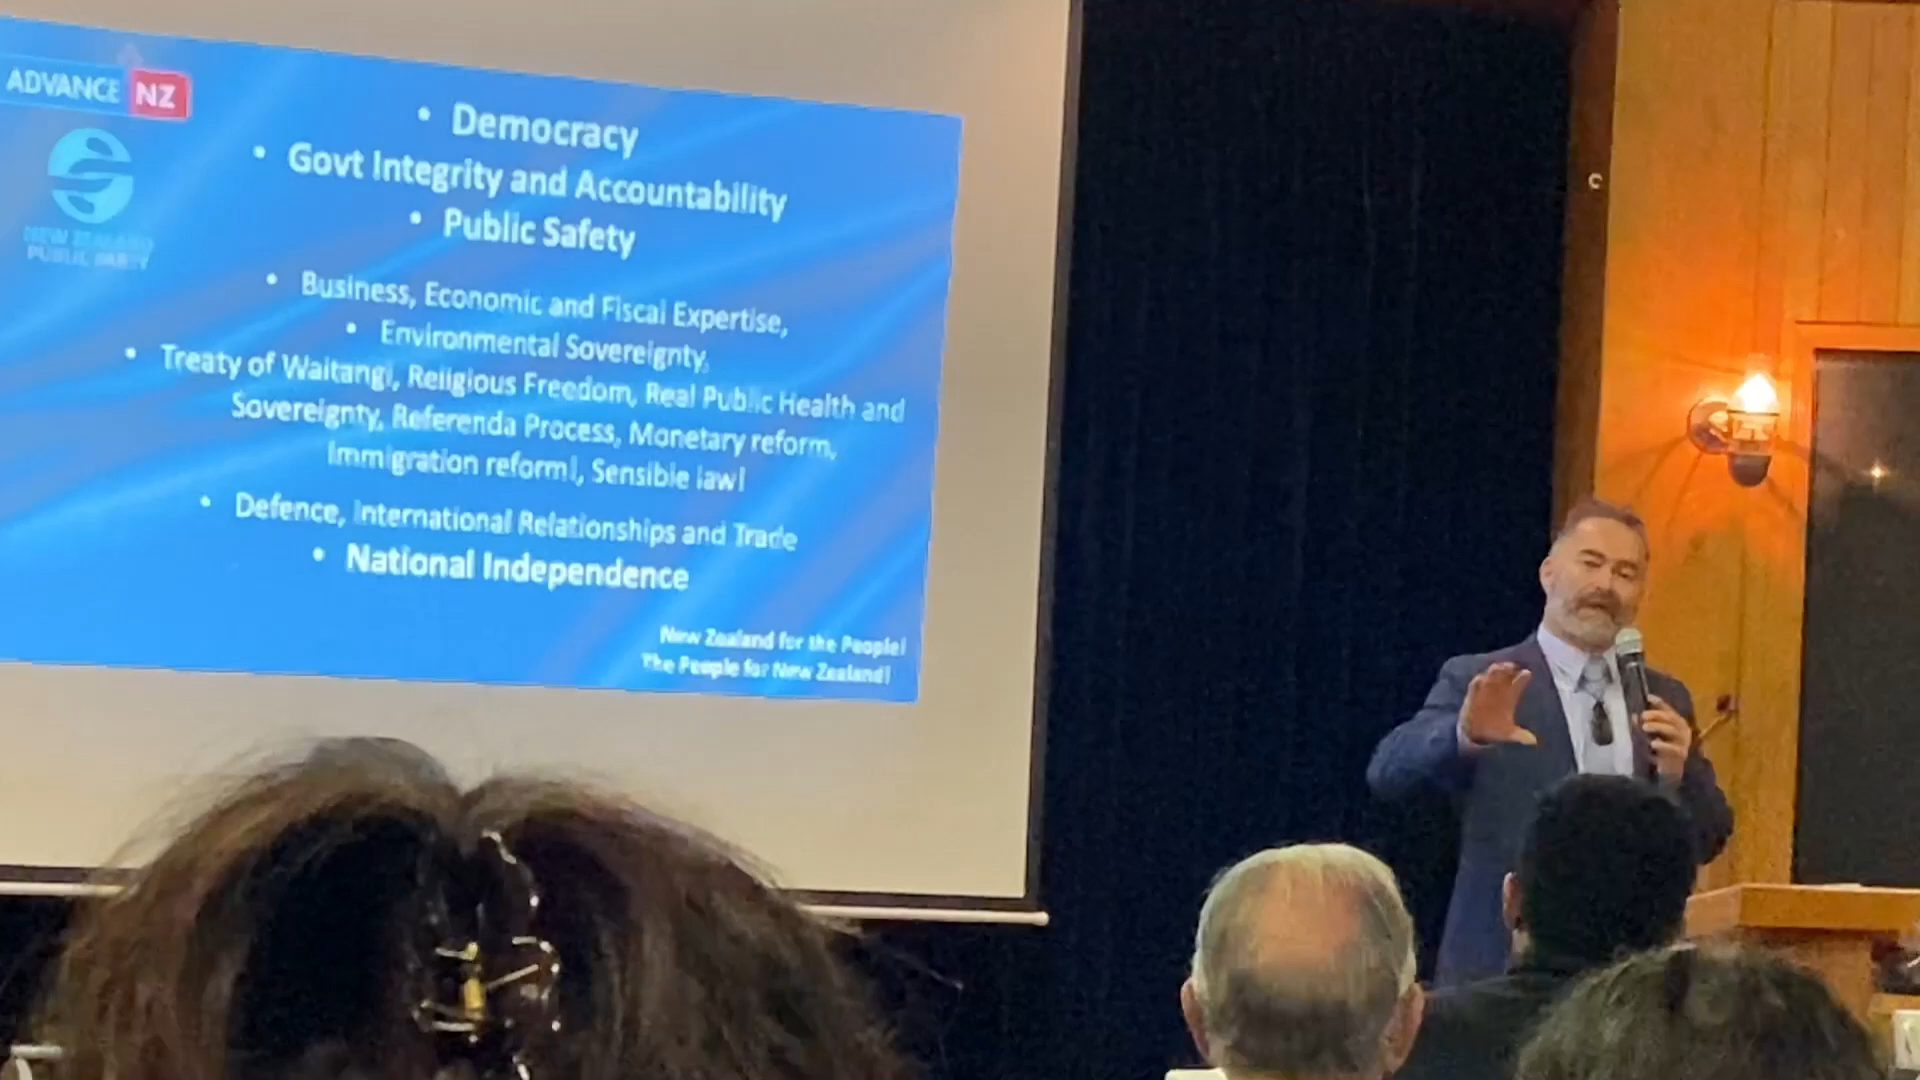 ADVANCE NZ
NEW ZEALAND
PUBLIC PARTY
• Democracy
• Govt Integrity and Accountability
• Public Safety
• Business, Economic and Fiscal Expertise,
• Environmental Sovereignty,
• Treaty of Waitangi, Religious Freedom, Real Public Health and
Sovereignty, Referenda Process, Monetary reform,
Immigration reform!, Sensible law!
• Defence, International Relationships and Trade
• National Independence
New Zealand for the People!
The People for New Zealand!